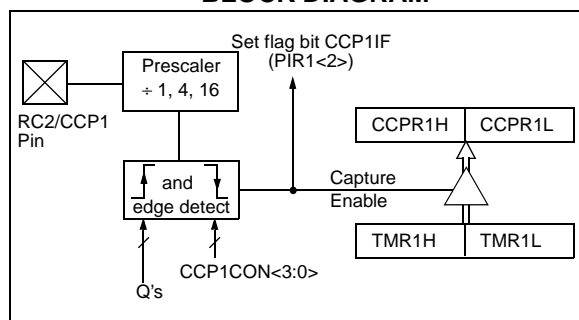 BLOCK DIAGRAM
Set flag bit CCP1IF
(PIR1<2>)
Prescaler
÷ 1, 4, 16
RC2/CCP1
Pin
CCPR1H
CCPR1L
and
edge detect
Capture
Enable
TMR1H
TMR1L
CCP1CON<3:0>
Q's